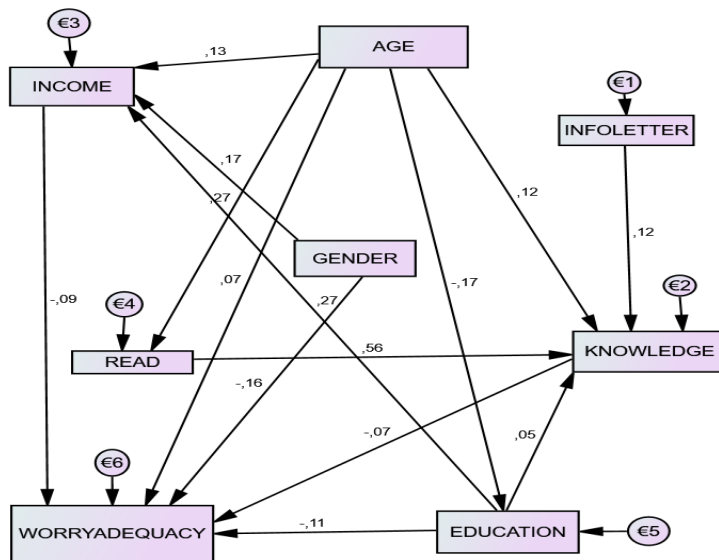 €3
AGE
,13
INCOME
€1
INFOLETTER
,17
,27
,12
,12
GENDER
,07
-,17
,27
€2
-,09
€4
KNOWLEDGE
,56
READ
-,16
-,07
,05
€6
WORRYADEQUACY
-,11
EDUCATION
€5